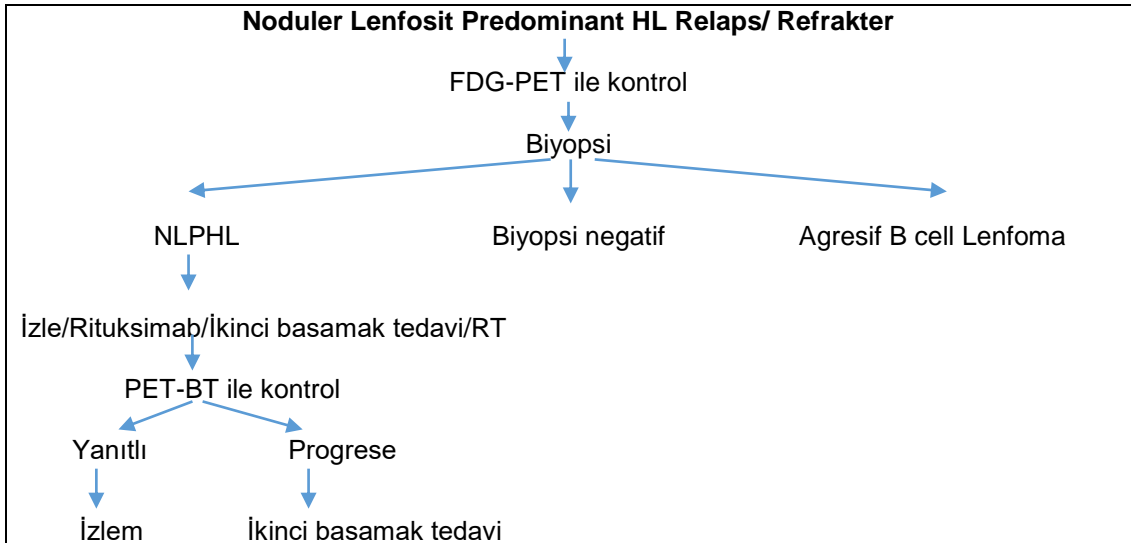 Noduler Lenfosit Predominant HL Relaps/ Refrakter
FDG-PET ile kontrol
Biyopsi
NLPHL Biyopsi negatif Agresif B cell Lenfoma
İzle/Rituksimab/İkinci basamak tedavi/RT
PET-BT ile kontrol
Yanıtlı Progrese
İzlem İkinci basamak tedavi